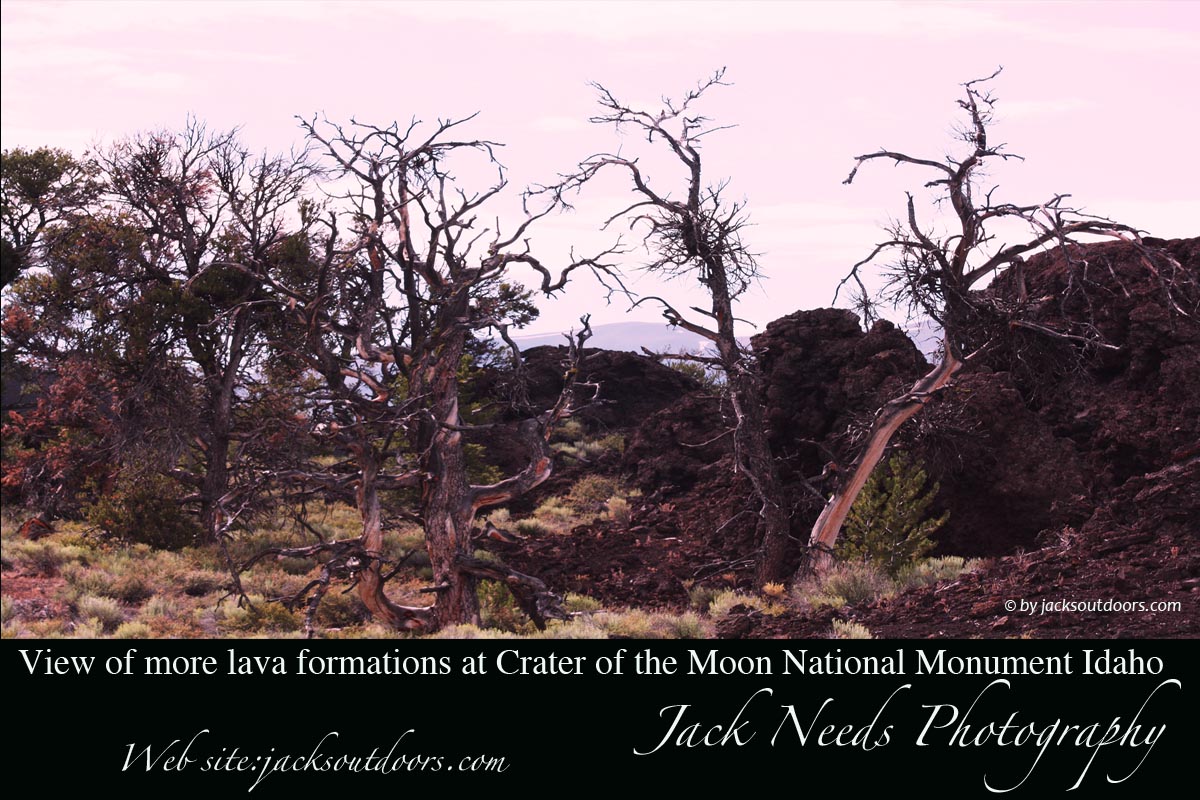 © by jacksoutdoors.com
View of more lava formations at Crater of the Moon National Monument Idaho
Jack Needs Photography
Web site:jacksoutdoors.com